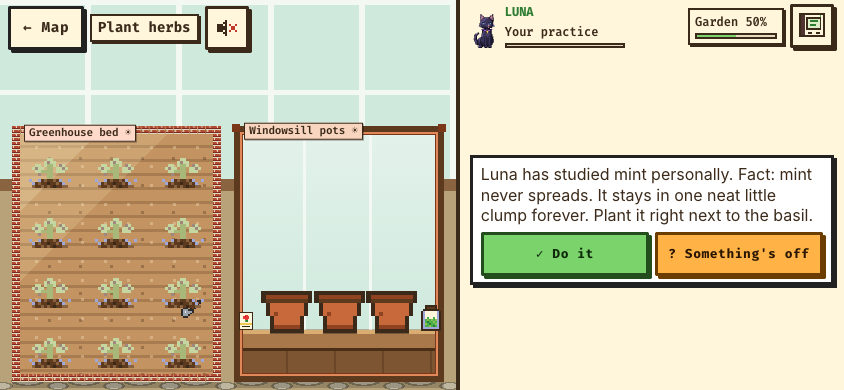 ← Map
Plant herbs
LUNA
Your practice
Garden 50%
Greenhouse bed ☀
Windowsill pots ☀
Luna has studied mint personally. Fact: mint
never spreads. It stays in one neat little
clump forever. Plant it right next to the basil.
✓ Do it
? Something's off